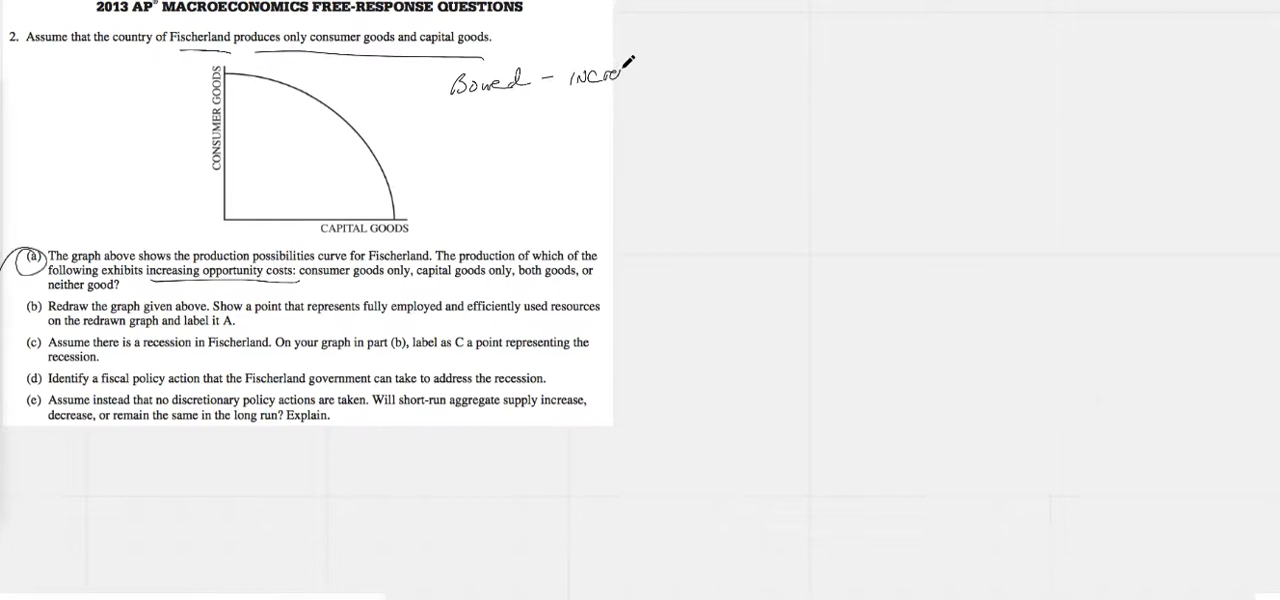 2013 AP® MACROECONOMICS FREE-RESPONSE QUESTIONS
2. Assume that the country of Fischerland produces only consumer goods and capital goods.
Bowed - INCre
CONSUMER GOODS
CAPITAL GOODS
(a) The graph above shows the production possibilities curve for Fischerland. The production of which of the
following exhibits increasing opportunity costs: consumer goods only, capital goods only, both goods, or
neither good?
(b) Redraw the graph given above. Show a point that represents fully employed and efficiently used resources
on the redrawn graph and label it A.
(c) Assume there is a recession in Fischerland. On your graph in part (b), label as C a point representing the
recession.
(d) Identify a fiscal policy action that the Fischerland government can take to address the recession.
(e) Assume instead that no discretionary policy actions are taken. Will short-run aggregate supply increase,
decrease, or remain the same in the long run? Explain.